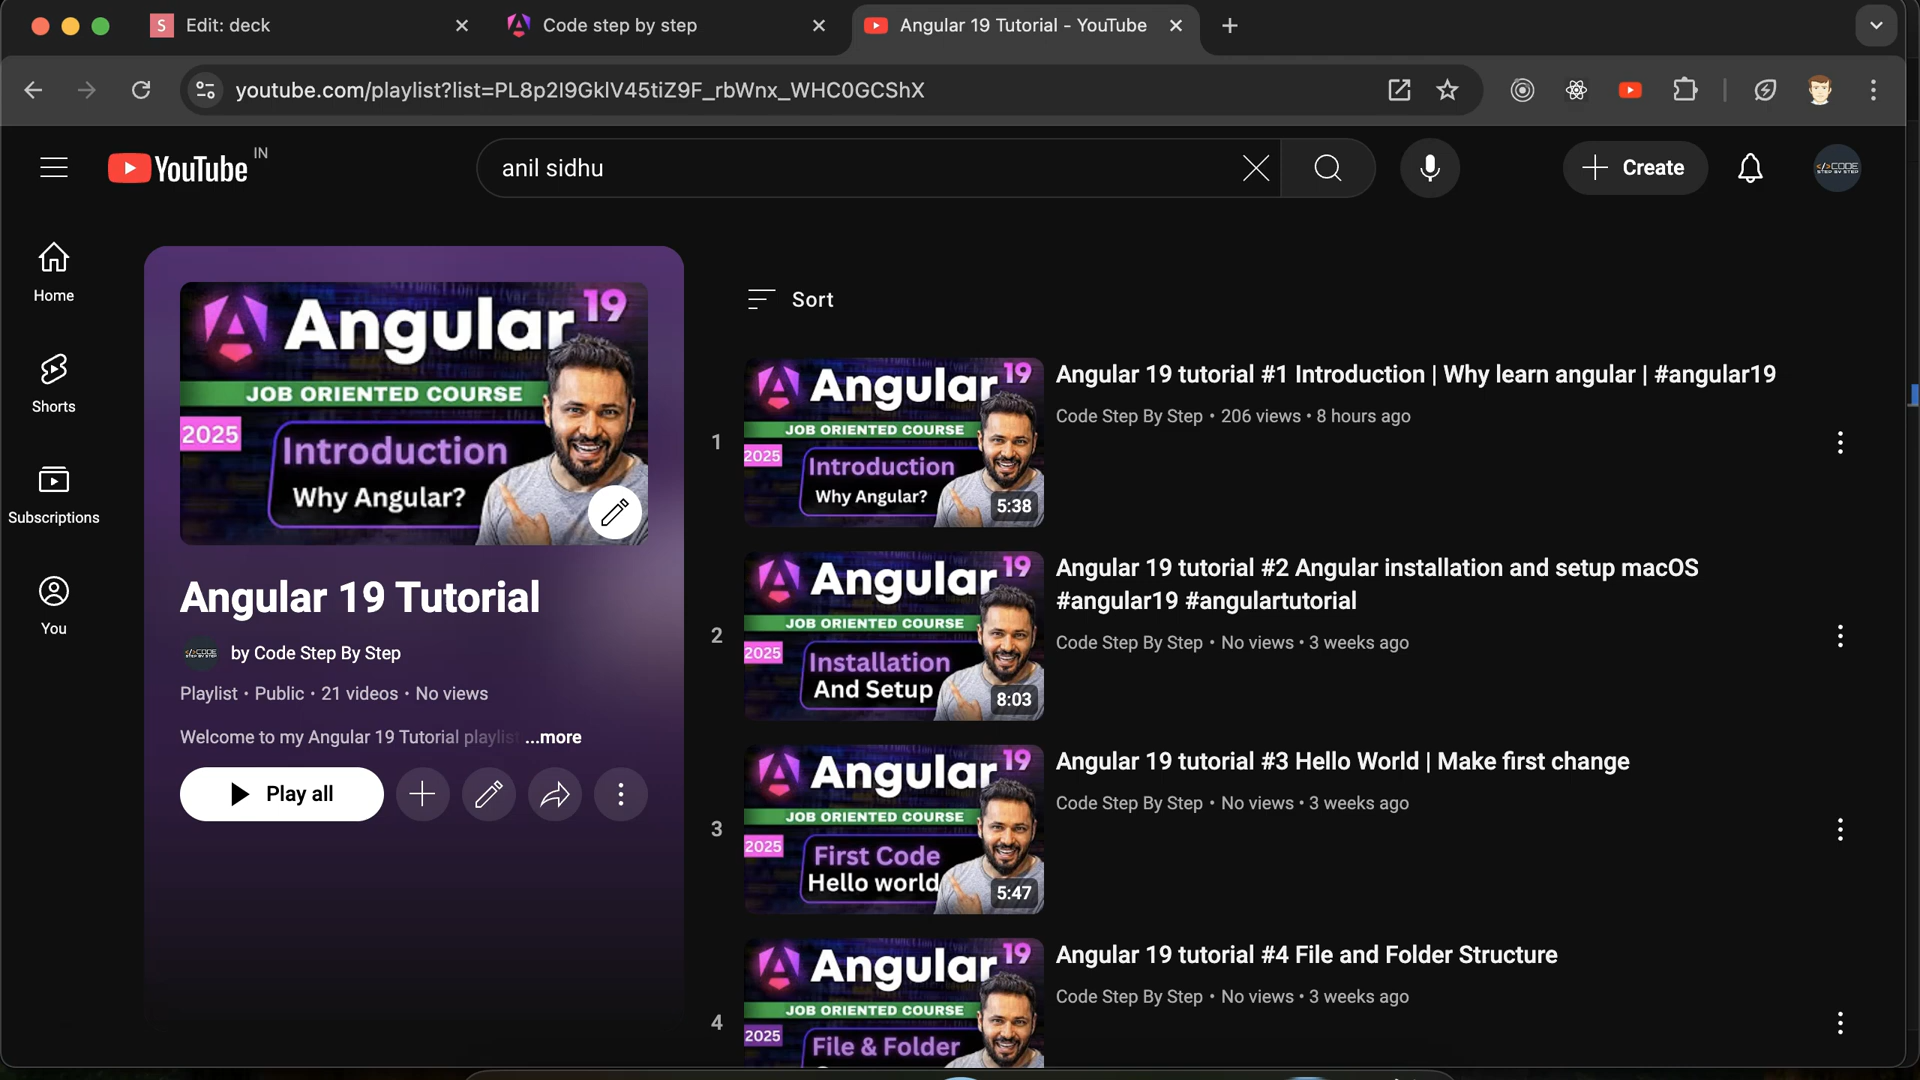 S Edit: deck
Code step by step
Angular 19 Tutorial - YouTube
youtube.com/playlist?list=PL8p2I9GklV45tiZ9F_rbWnx_WHC0GCShX
YouTube IN
anil sidhu
Create
</>CODE
STEP BY STEP
Home
Shorts
Subscriptions
You
Angular 19
JOB ORIENTED COURSE
2025
Introduction
Why Angular?
Angular 19 Tutorial
</>CODE
STEP BY STEP
by Code Step By Step
Playlist • Public • 21 videos • No views
Welcome to my Angular 19 Tutorial playlist ...more
Play all
Sort
1
Angular 19
JOB ORIENTED COURSE
2025
Introduction
Why Angular?
5:38
Angular 19 tutorial #1 Introduction | Why learn angular | #angular19
Code Step By Step • 206 views • 8 hours ago
2
Angular 19
JOB ORIENTED COURSE
2025
Installation
And Setup
8:03
Angular 19 tutorial #2 Angular installation and setup macOS
#angular19 #angulartutorial
Code Step By Step • No views • 3 weeks ago
3
Angular 19
JOB ORIENTED COURSE
2025
First Code
Hello world
5:47
Angular 19 tutorial #3 Hello World | Make first change
Code Step By Step • No views • 3 weeks ago
4
Angular 19
JOB ORIENTED COURSE
2025
File & Folder
Angular 19 tutorial #4 File and Folder Structure
Code Step By Step • No views • 3 weeks ago